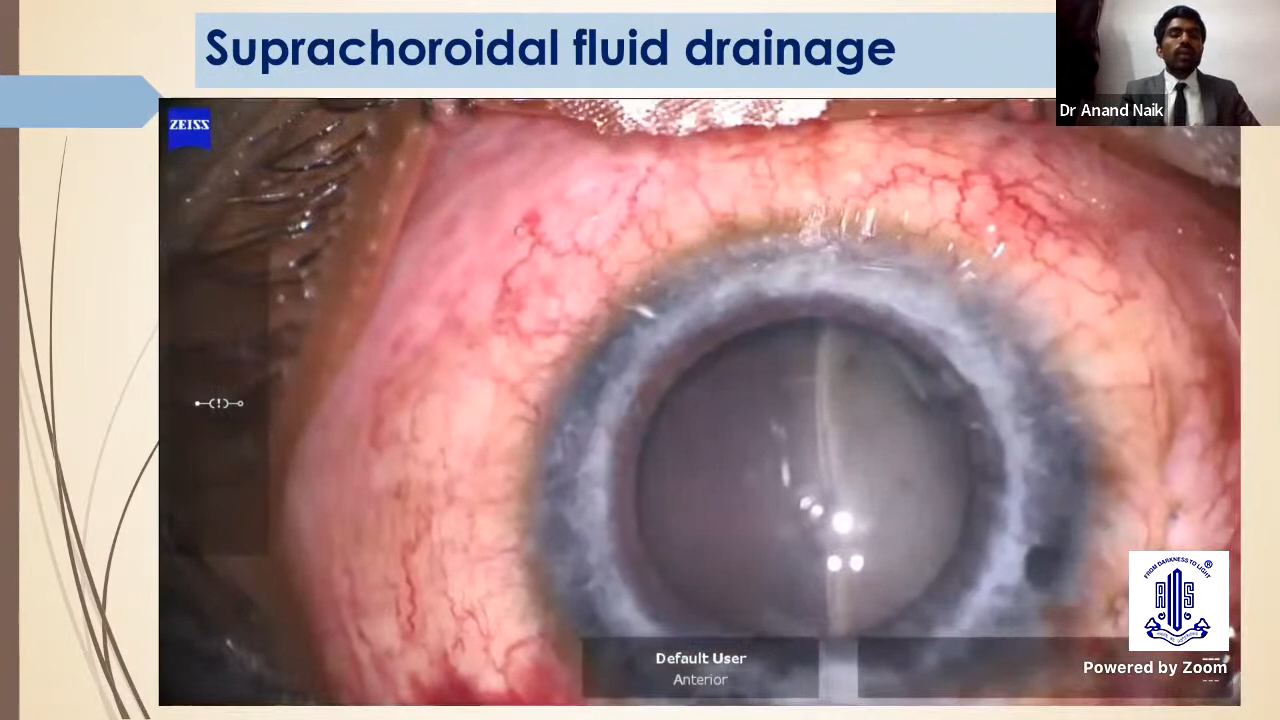 Suprachoroidal fluid drainage
Dr Anand Naik
ZEISS
FROM DARKNESS TO LIGHT
®
Default User
Anterior
Powered by Zoom
---
---